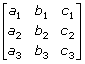 a₁ b₁ c₁
a₂ b₂ c₂
a₃ b₃ c₃